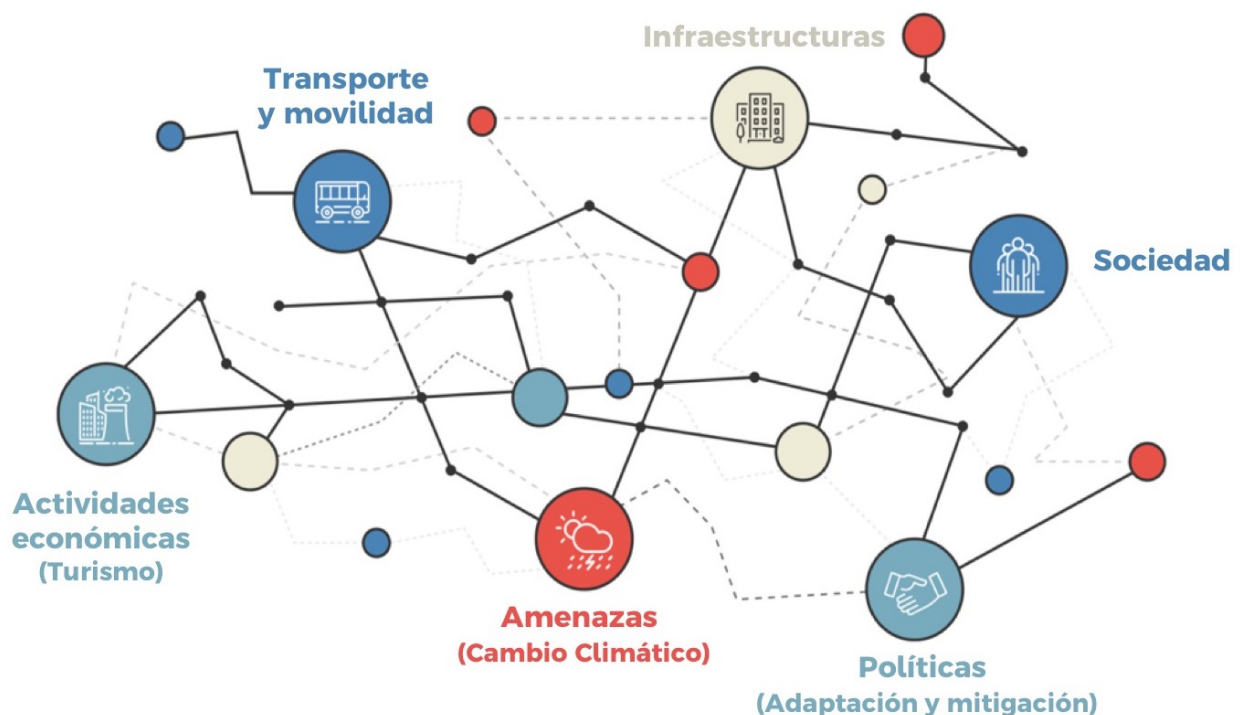 Infraestructuras
Transporte
y movilidad
Sociedad
Actividades
económicas
(Turismo)
Amenazas
(Cambio Climático)
Políticas
(Adaptación y mitigación)